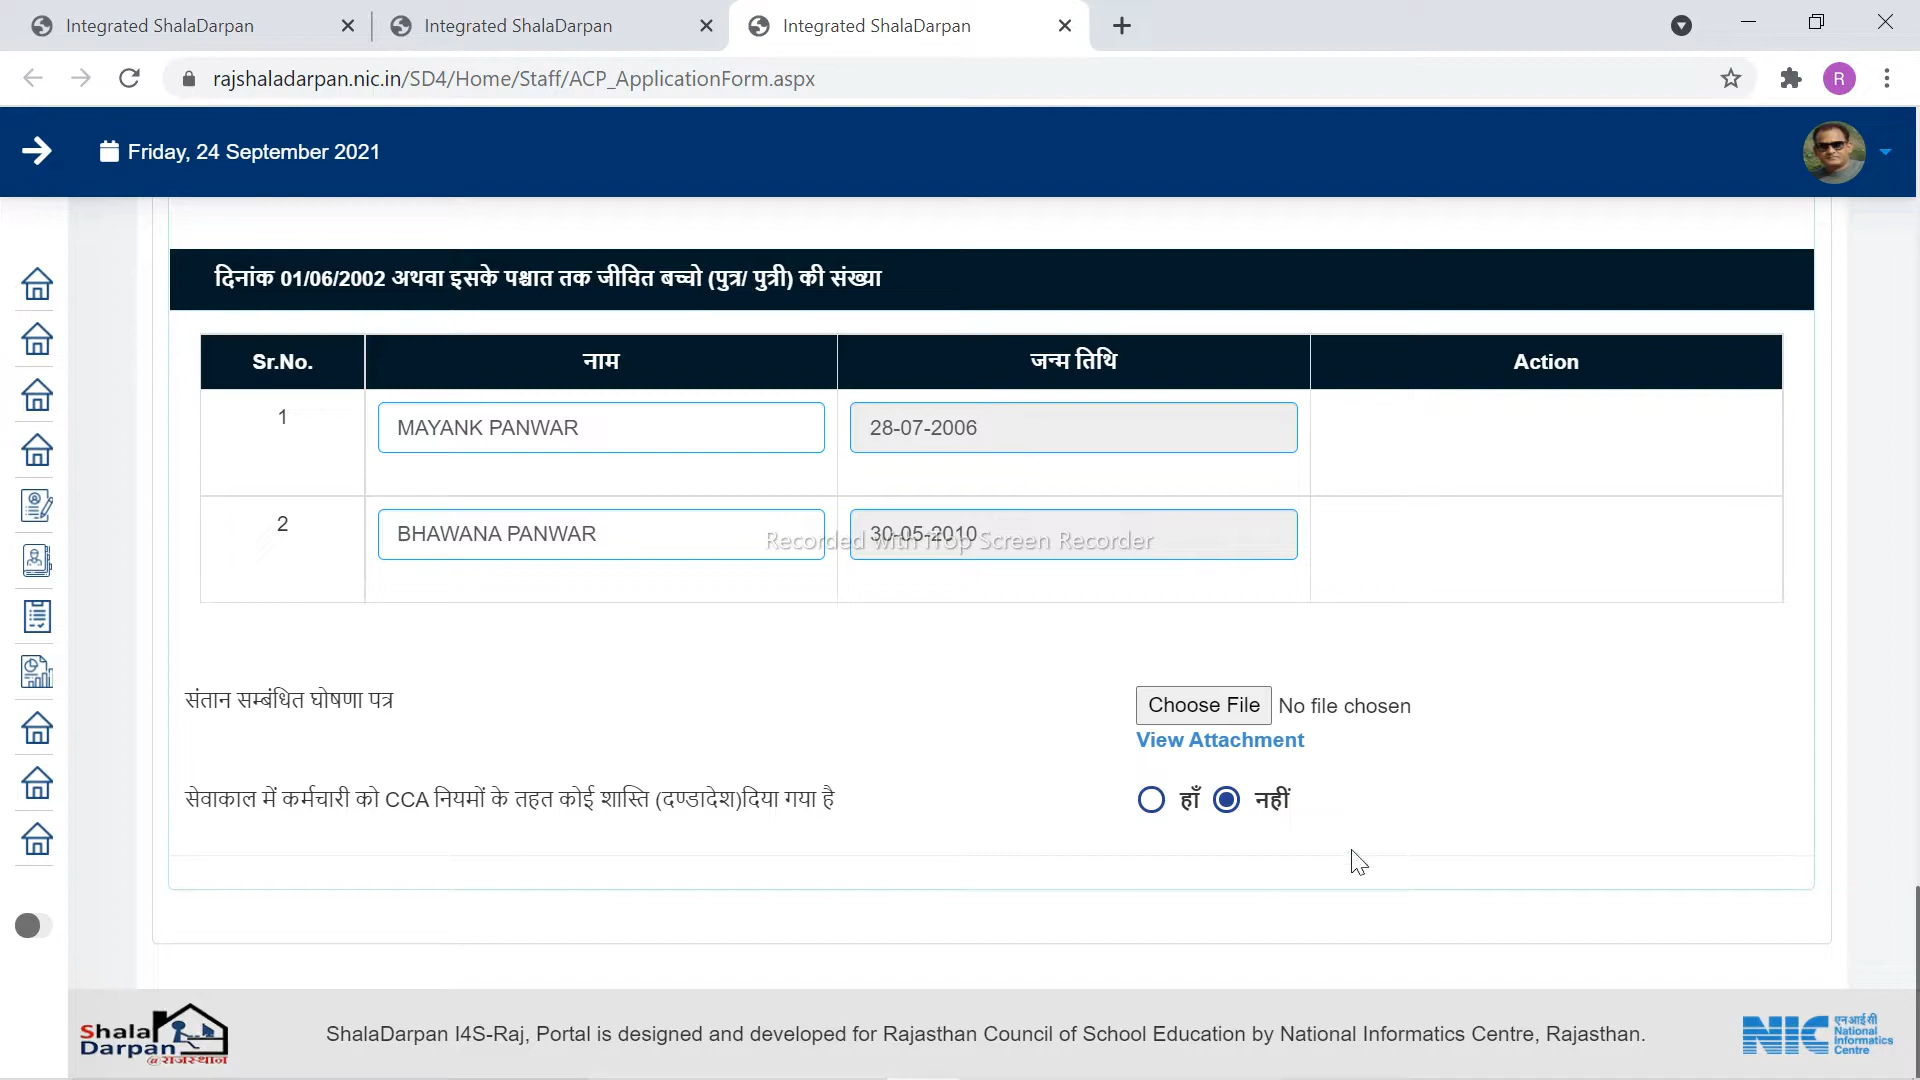 Integrated ShalaDarpan
Integrated ShalaDarpan
Integrated ShalaDarpan
rajshaladarpan.nic.in/SD4/Home/Staff/ACP_ApplicationForm.aspx
R
Friday, 24 September 2021
दिनांक 01/06/2002 अथवा इसके पश्चात तक जीवित बच्चो (पुत्र/ पुत्री) की संख्या
Sr.No. नाम जन्म तिथि Action
1 MAYANK PANWAR 28-07-2006
2 BHAWANA PANWAR 30-05-2010
Recorded with iTop Screen Recorder
संतान सम्बंधित घोषणा पत्र
Choose File No file chosen
View Attachment
सेवाकाल में कर्मचारी को CCA नियमों के तहत कोई शास्ति (दण्डादेश)दिया गया है हाँ नहीं
Shala
Darpan
@राजस्थान
ShalaDarpan I4S-Raj, Portal is designed and developed for Rajasthan Council of School Education by National Informatics Centre, Rajasthan.
NIC एनआईसी
National
Informatics
Centre